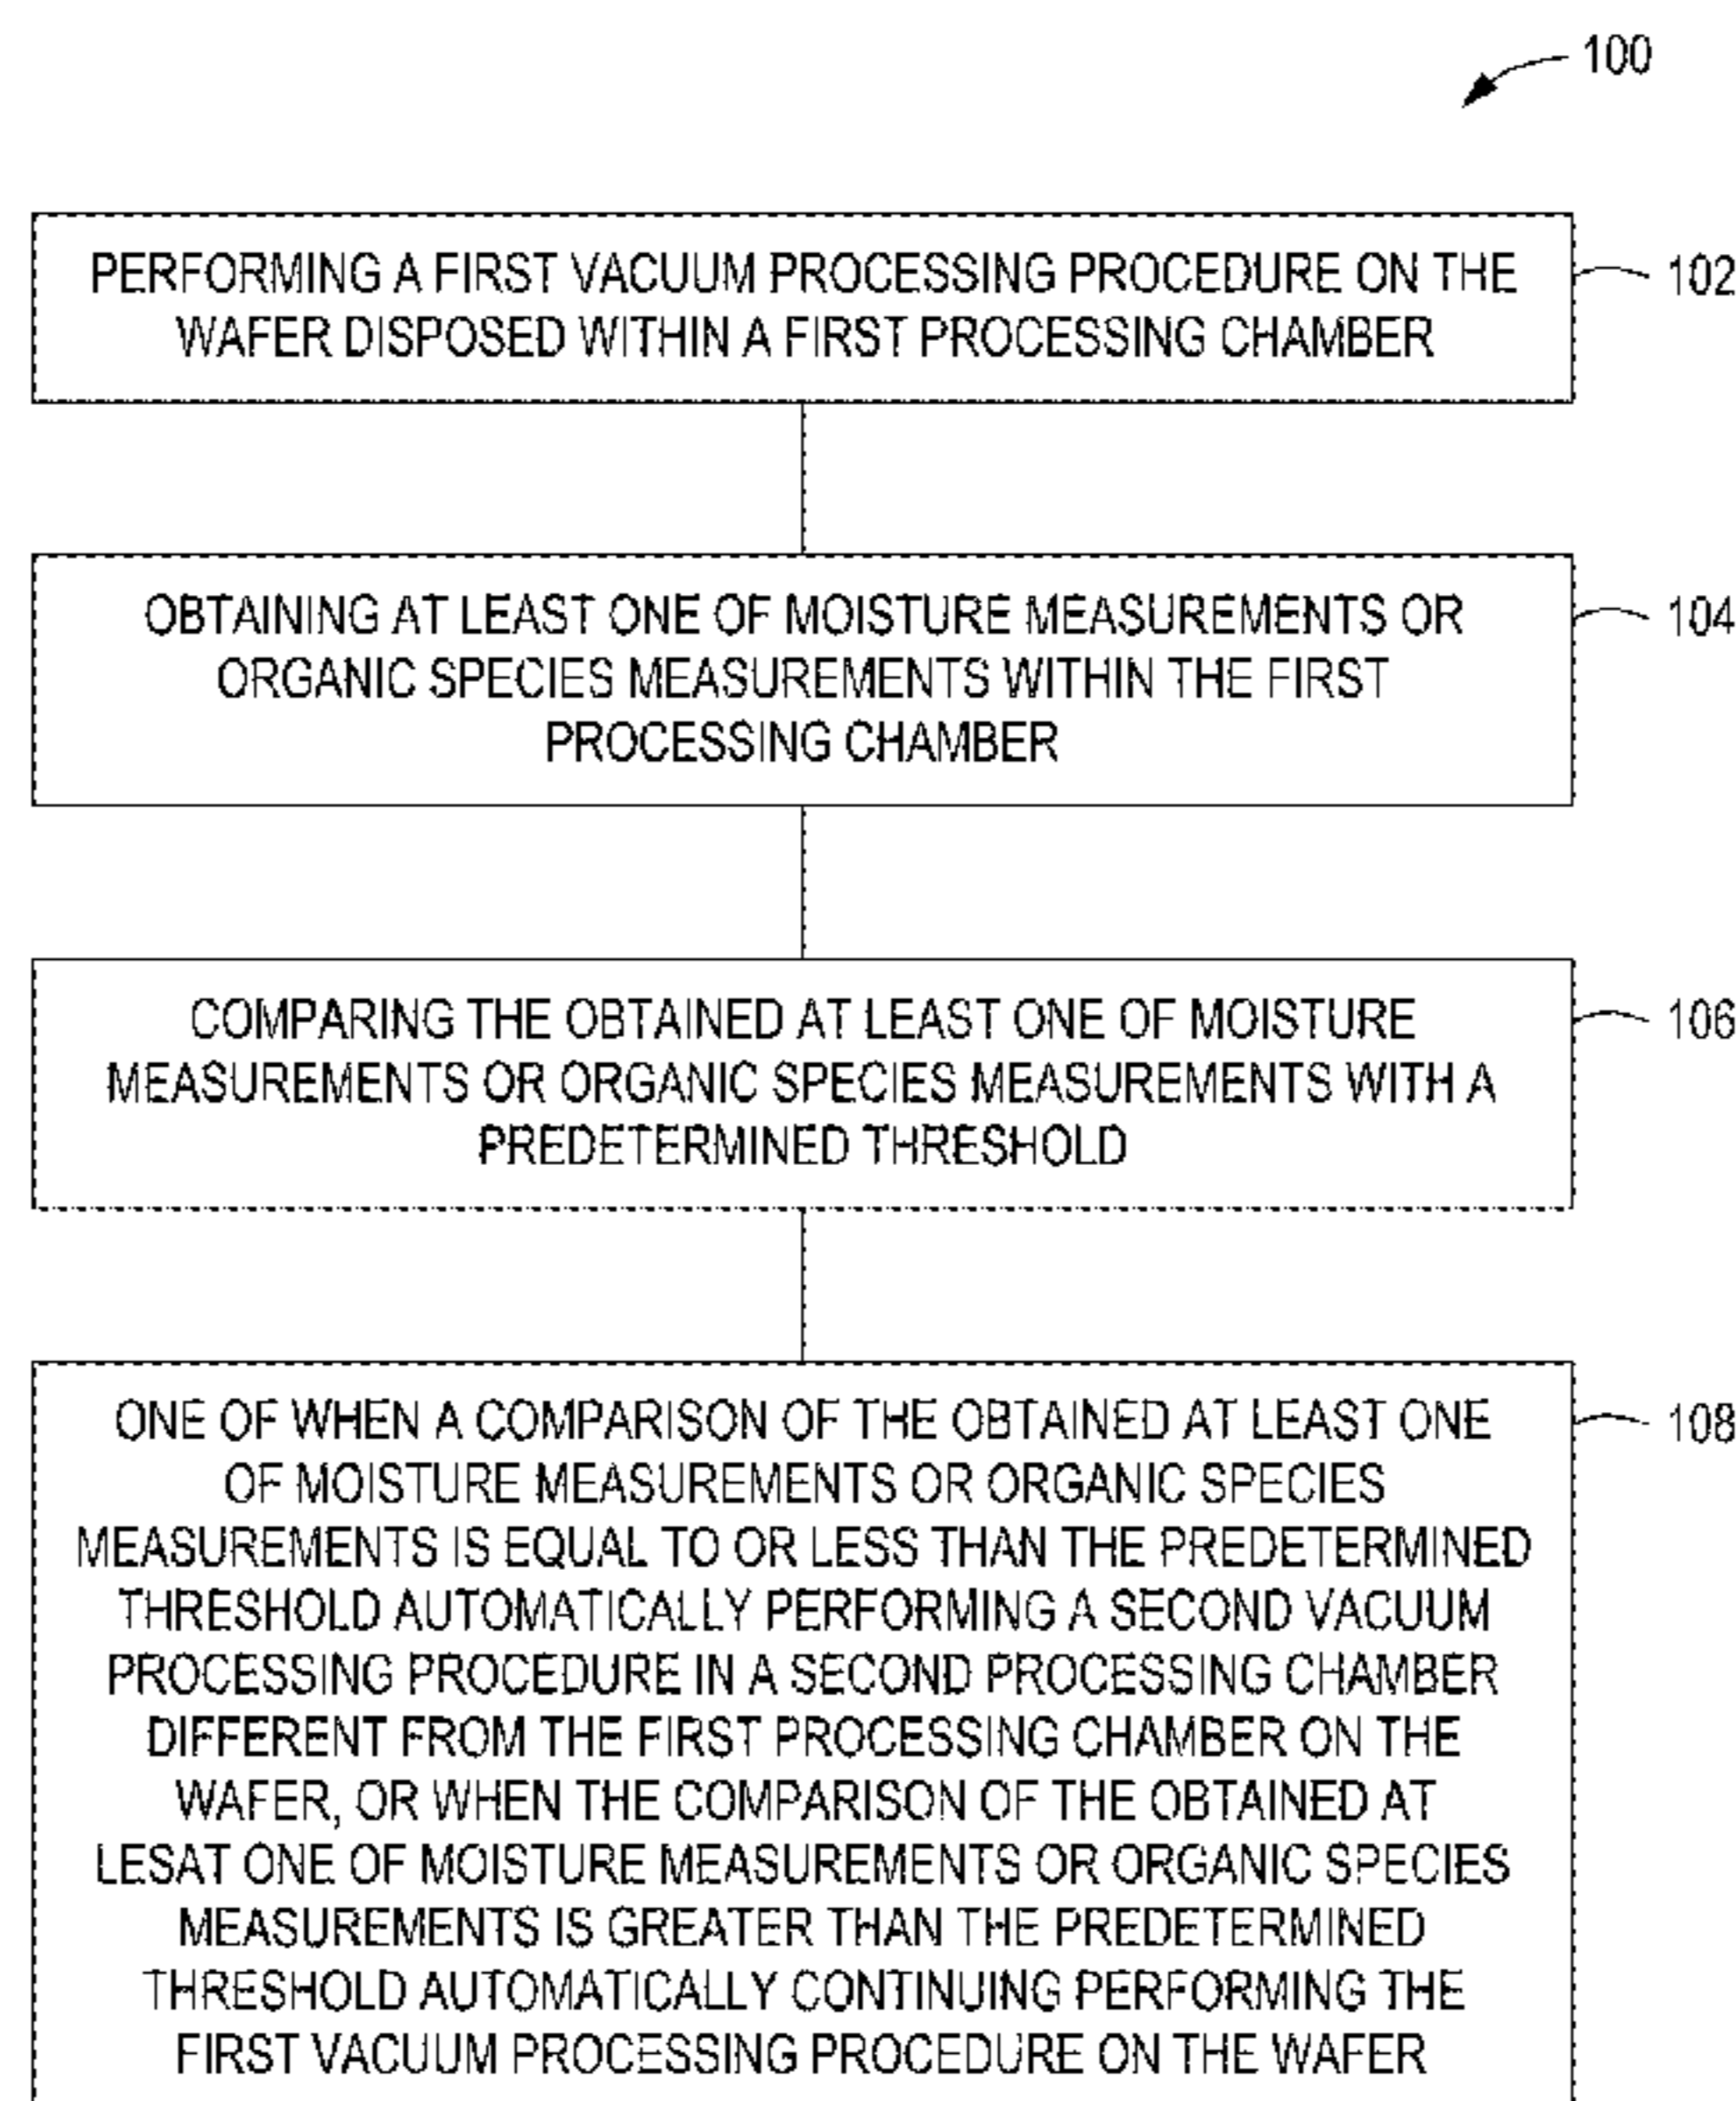 100
PERFORMING A FIRST VACUUM PROCESSING PROCEDURE ON THE
WAFER DISPOSED WITHIN A FIRST PROCESSING CHAMBER
102
OBTAINING AT LEAST ONE OF MOISTURE MEASUREMENTS OR
ORGANIC SPECIES MEASUREMENTS WITHIN THE FIRST
PROCESSING CHAMBER
104
COMPARING THE OBTAINED AT LEAST ONE OF MOISTURE
MEASUREMENTS OR ORGANIC SPECIES MEASUREMENTS WITH A
PREDETERMINED THRESHOLD
106
ONE OF WHEN A COMPARISON OF THE OBTAINED AT LEAST ONE
OF MOISTURE MEASUREMENTS OR ORGANIC SPECIES
MEASUREMENTS IS EQUAL TO OR LESS THAN THE PREDETERMINED
THRESHOLD AUTOMATICALLY PERFORMING A SECOND VACUUM
PROCESSING PROCEDURE IN A SECOND PROCESSING CHAMBER
DIFFERENT FROM THE FIRST PROCESSING CHAMBER ON THE
WAFER, OR WHEN THE COMPARISON OF THE OBTAINED AT
LESAT ONE OF MOISTURE MEASUREMENTS OR ORGANIC SPECIES
MEASUREMENTS IS GREATER THAN THE PREDETERMINED
THRESHOLD AUTOMATICALLY CONTINUING PERFORMING THE
FIRST VACUUM PROCESSING PROCEDURE ON THE WAFER
108